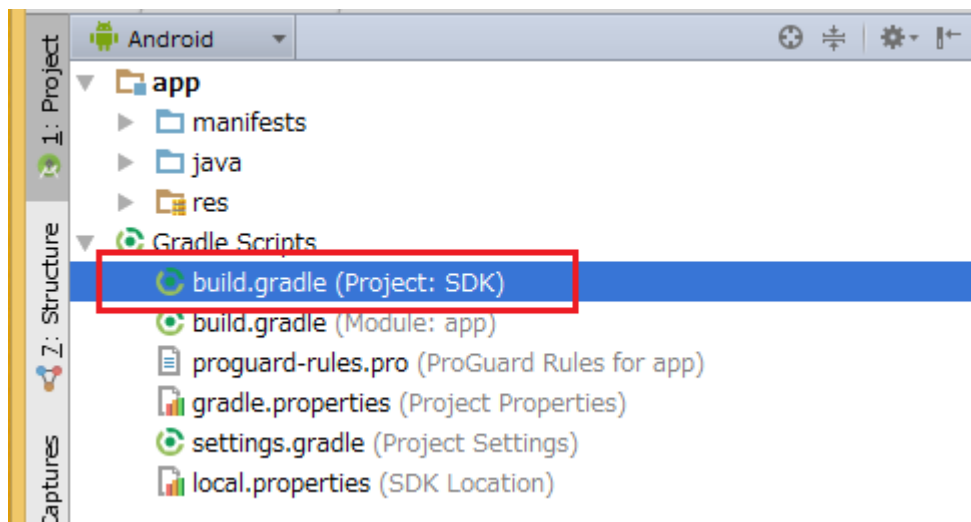 Android
1: Project
app
manifests
java
res
Gradle Scripts
build.gradle (Project: SDK)
build.gradle (Module: app)
proguard-rules.pro (ProGuard Rules for app)
gradle.properties (Project Properties)
settings.gradle (Project Settings)
local.properties (SDK Location)
7: Structure
Captures